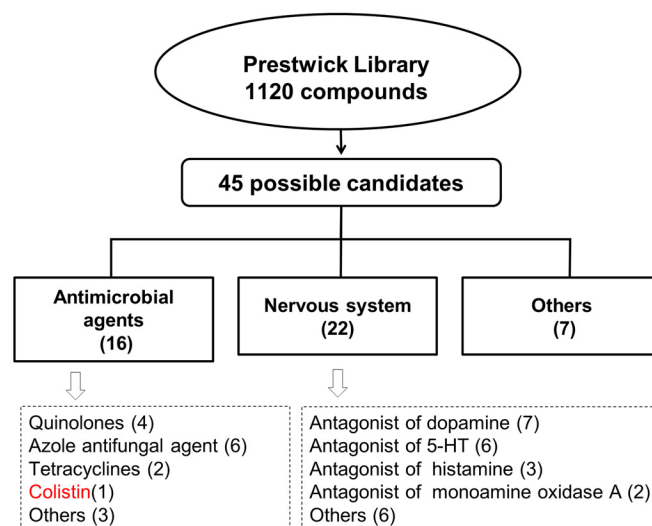 Prestwick Library
1120 compounds
45 possible candidates
Antimicrobial
agents
(16)
Nervous system
(22)
Others
(7)
Quinolones (4)
Azole antifungal agent (6)
Tetracyclines (2)
Colistin(1)
Others (3)
Antagonist of dopamine (7)
Antagonist of 5-HT (6)
Antagonist of histamine (3)
Antagonist of monoamine oxidase A (2)
Others (6)